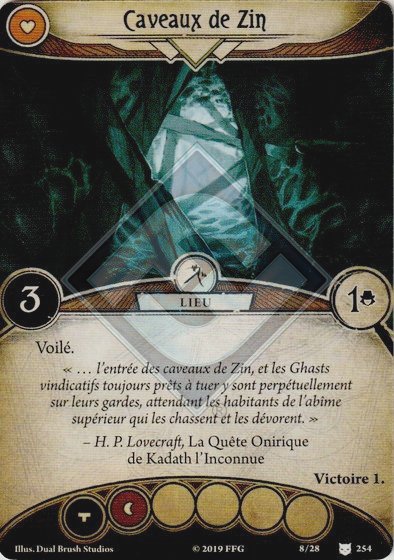 Caveaux de Zin
3
LIEU
1
Voilé.
« … l'entrée des caveaux de Zin, et les Ghasts
vindicatifs toujours prêts à tuer y sont perpétuellement
sur leurs gardes, attendant les habitants de l'abîme
supérieur qui les chassent et les dévorent. »
– H. P. Lovecraft, La Quête Onirique
de Kadath l'Inconnue
Victoire 1.
Illus. Dual Brush Studios
© 2019 FFG
8/28
254